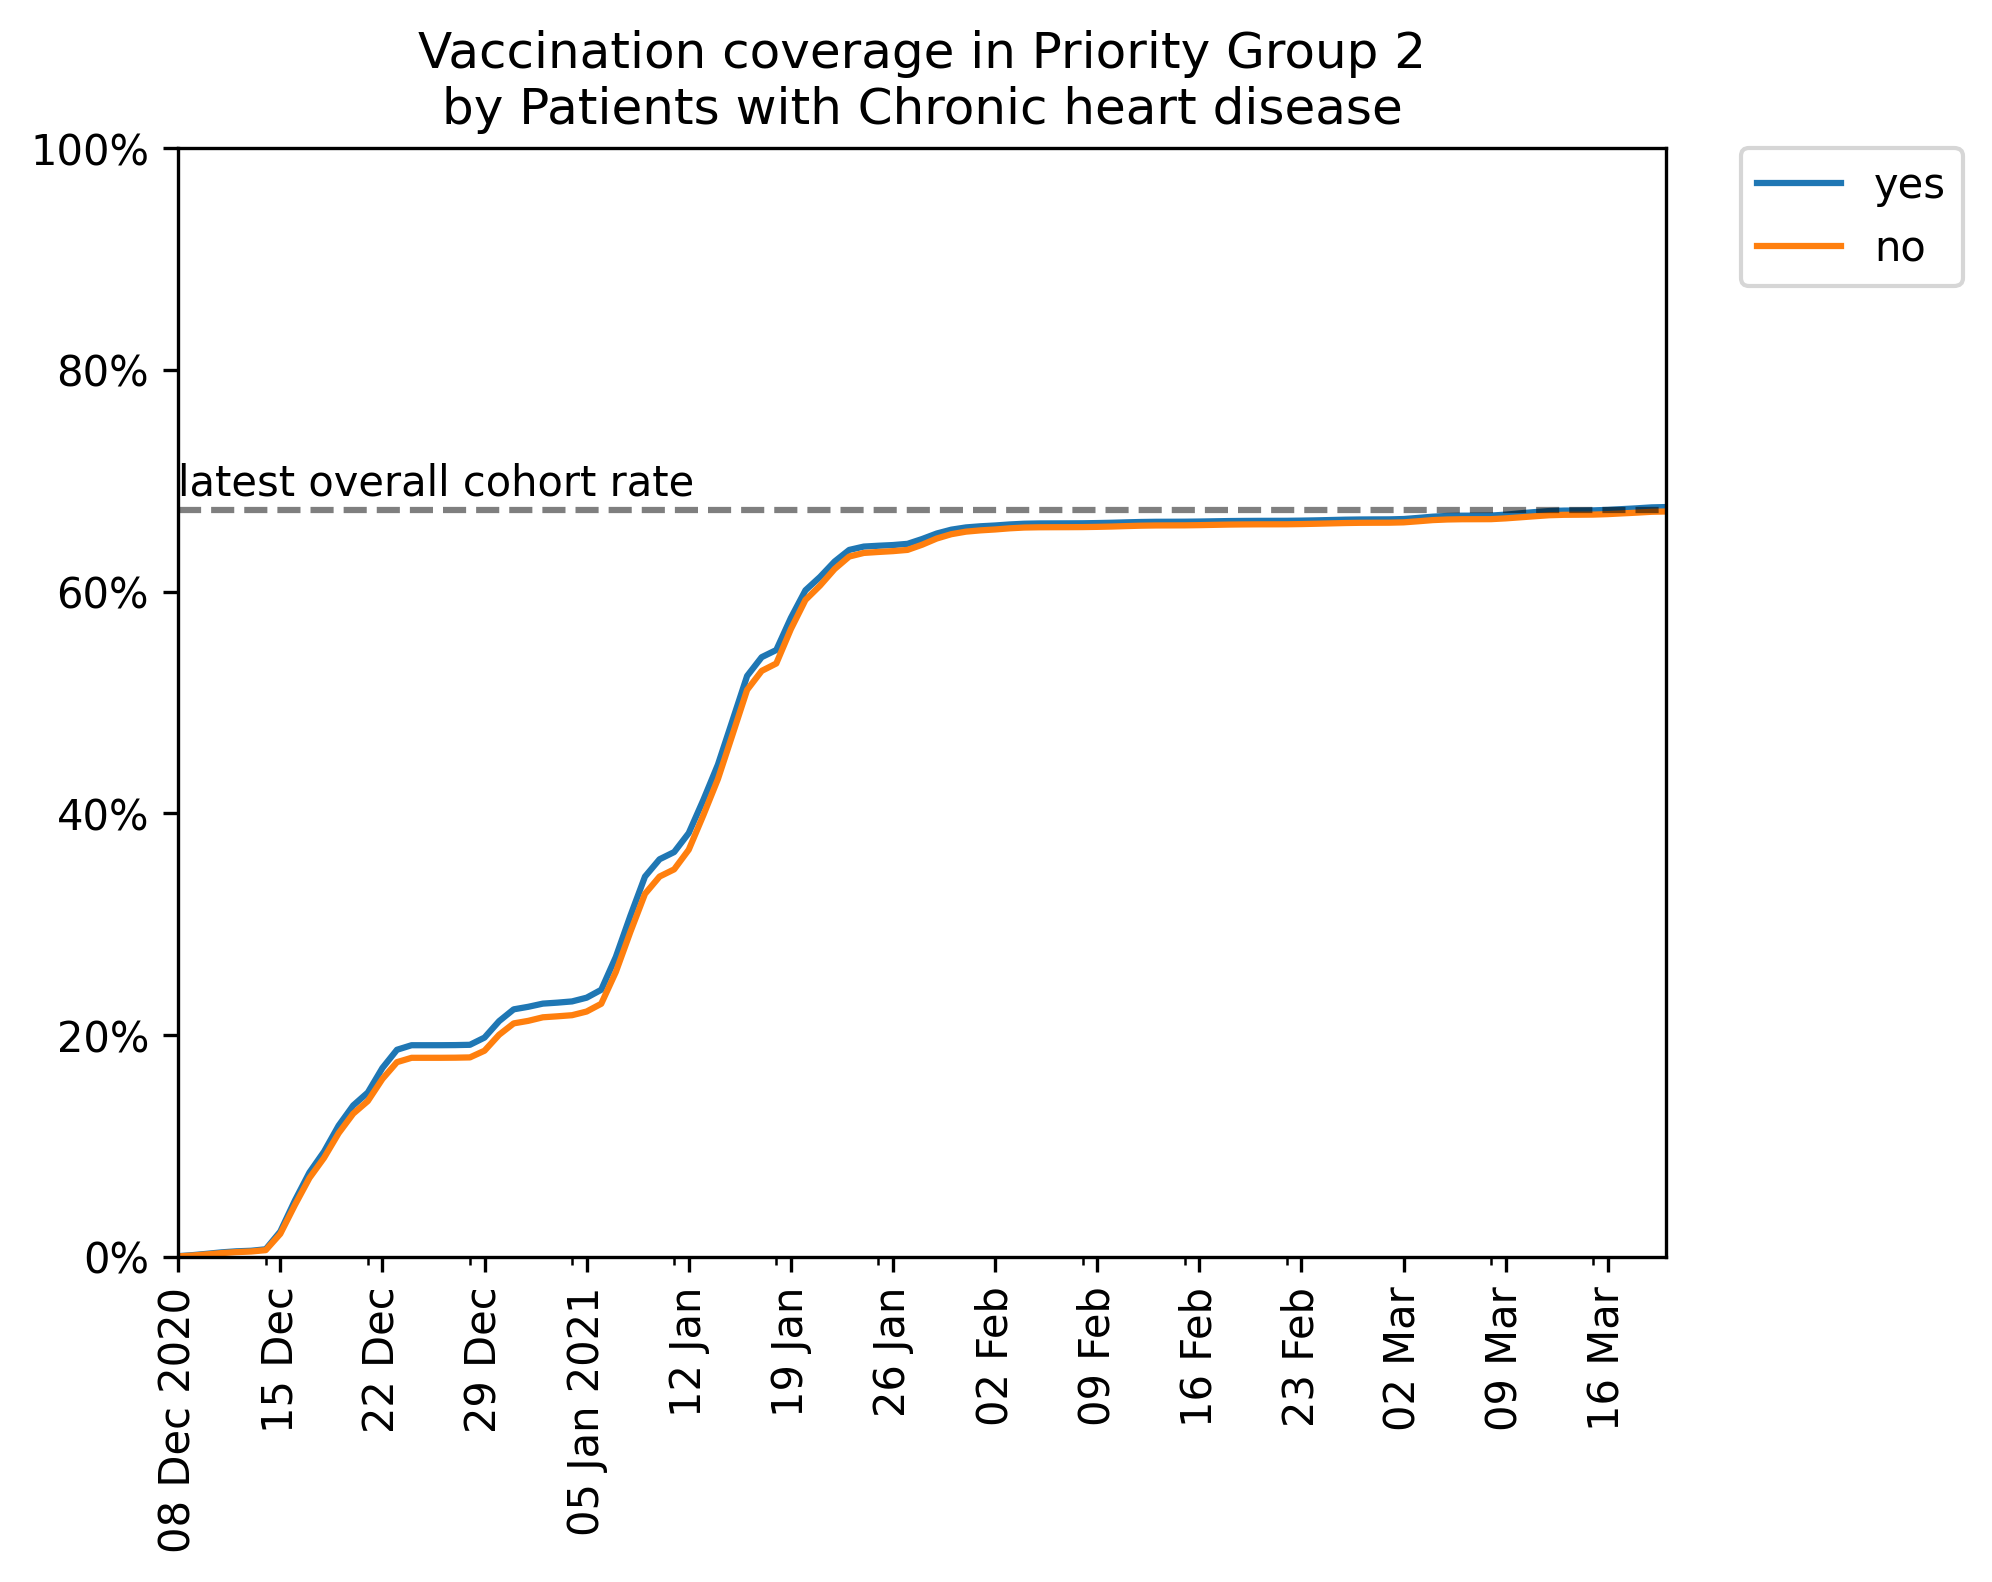 Vaccination coverage in Priority Group 2
by Patients with Chronic heart disease
100%
80%
60%
40%
20%
0%
latest overall cohort rate
yes
no
08 Dec 2020
15 Dec
22 Dec
29 Dec
05 Jan 2021
12 Jan
19 Jan
26 Jan
02 Feb
09 Feb
16 Feb
23 Feb
02 Mar
09 Mar
16 Mar